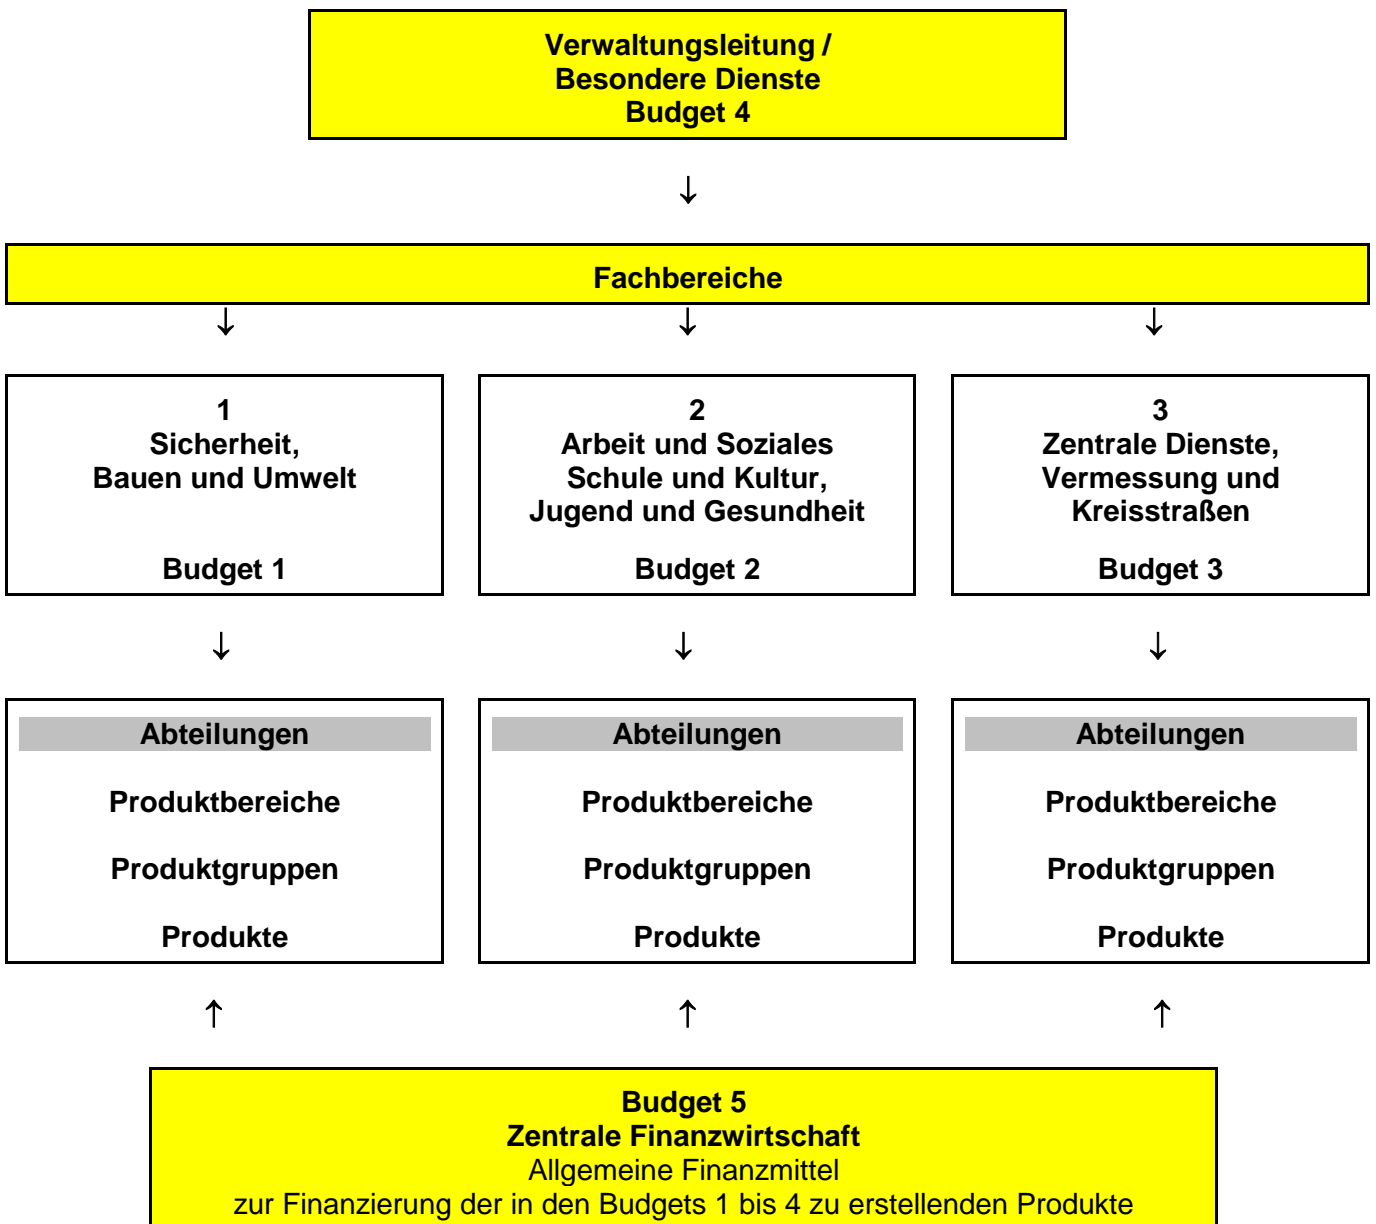 Verwaltungsleitung /
Besondere Dienste
Budget 4
↓
Fachbereiche
↓ ↓ ↓
1
Sicherheit,
Bauen und Umwelt
Budget 1
2
Arbeit und Soziales
Schule und Kultur,
Jugend und Gesundheit
Budget 2
3
Zentrale Dienste,
Vermessung und
Kreisstraßen
Budget 3
↓ ↓ ↓
Abteilungen
Produktbereiche
Produktgruppen
Produkte
Abteilungen
Produktbereiche
Produktgruppen
Produkte
Abteilungen
Produktbereiche
Produktgruppen
Produkte
↑ ↑ ↑
Budget 5
Zentrale Finanzwirtschaft
Allgemeine Finanzmittel
zur Finanzierung der in den Budgets 1 bis 4 zu erstellenden Produkte